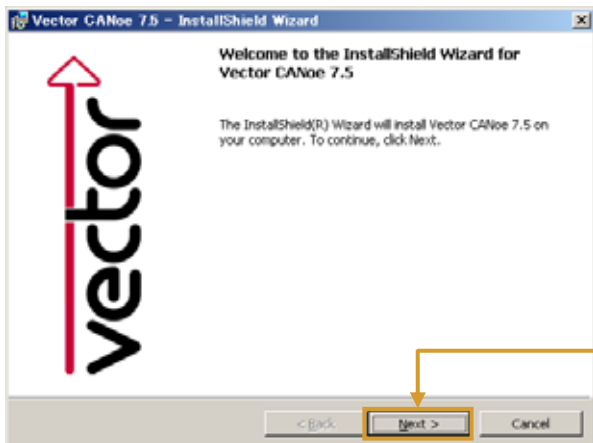 Vector CANoe 7.5 - InstallShield Wizard
Welcome to the InstallShield Wizard for
Vector CANoe 7.5
The InstallShield(R) Wizard will install Vector CANoe 7.5 on
your computer. To continue, click Next.
vector
< Back
Next >
Cancel